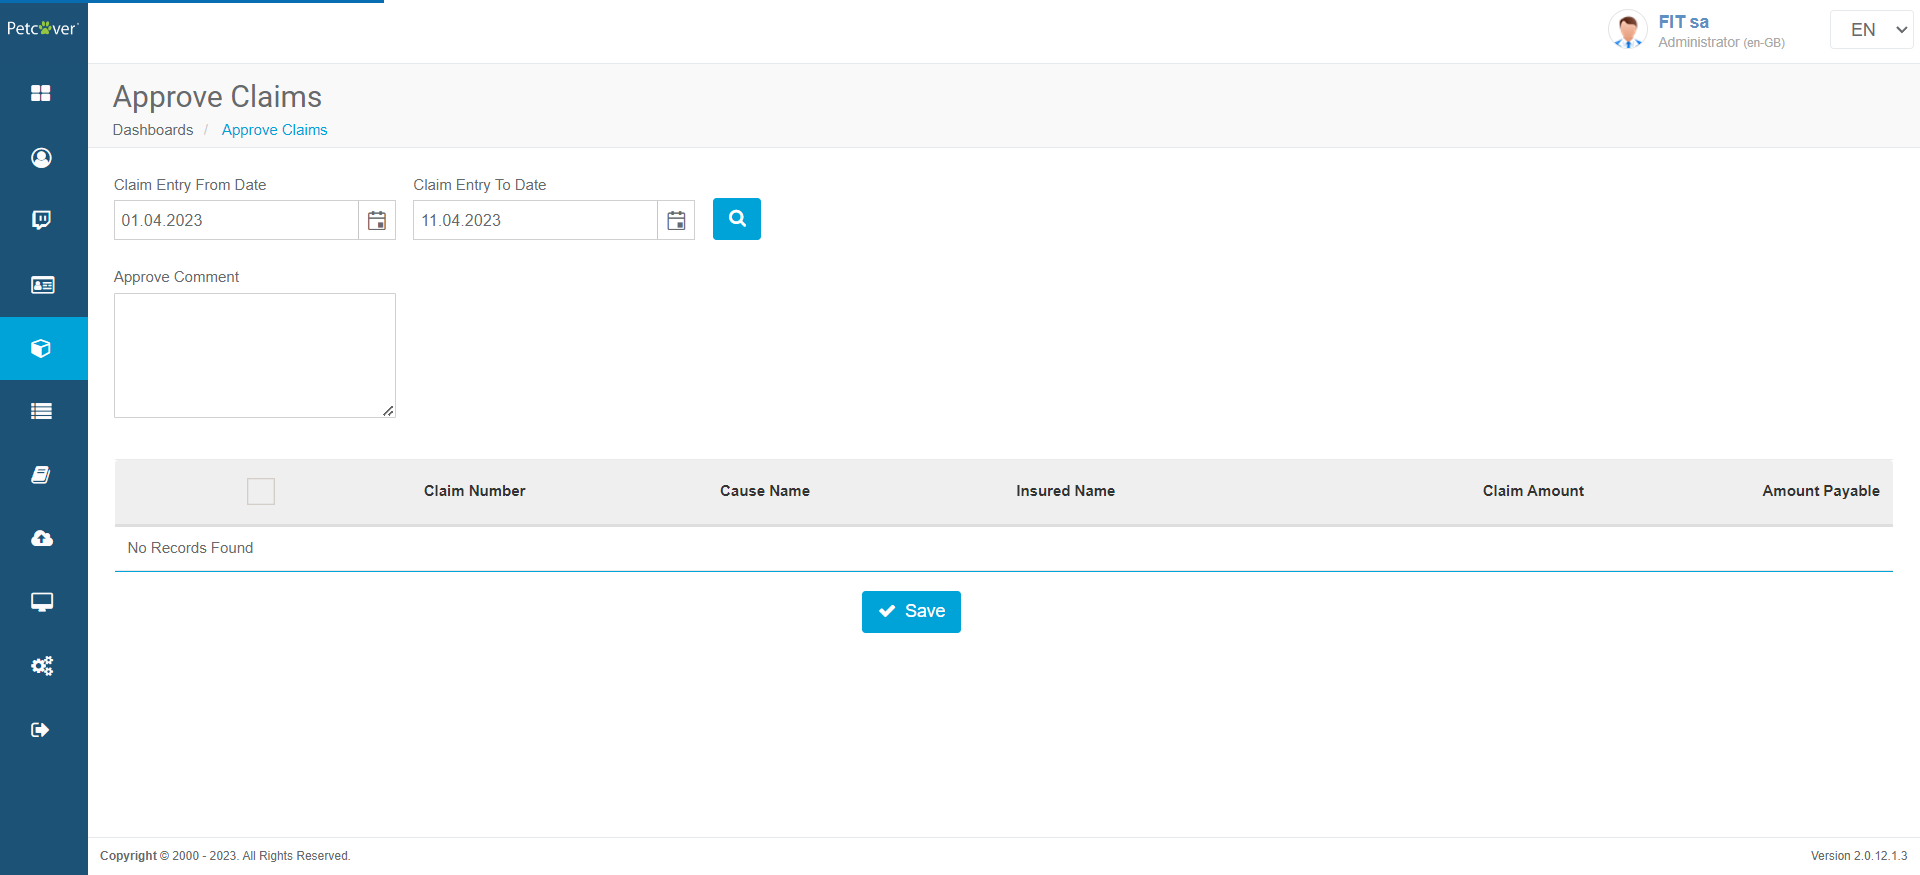 Petcover
FIT sa
Administrator (en-GB)
EN
Approve Claims
Dashboards / Approve Claims
Claim Entry From Date Claim Entry To Date
01.04.2023 11.04.2023
Approve Comment
Claim Number Cause Name Insured Name Claim Amount Amount Payable
No Records Found
Save
Copyright © 2000 - 2023. All Rights Reserved. Version 2.0.12.1.3